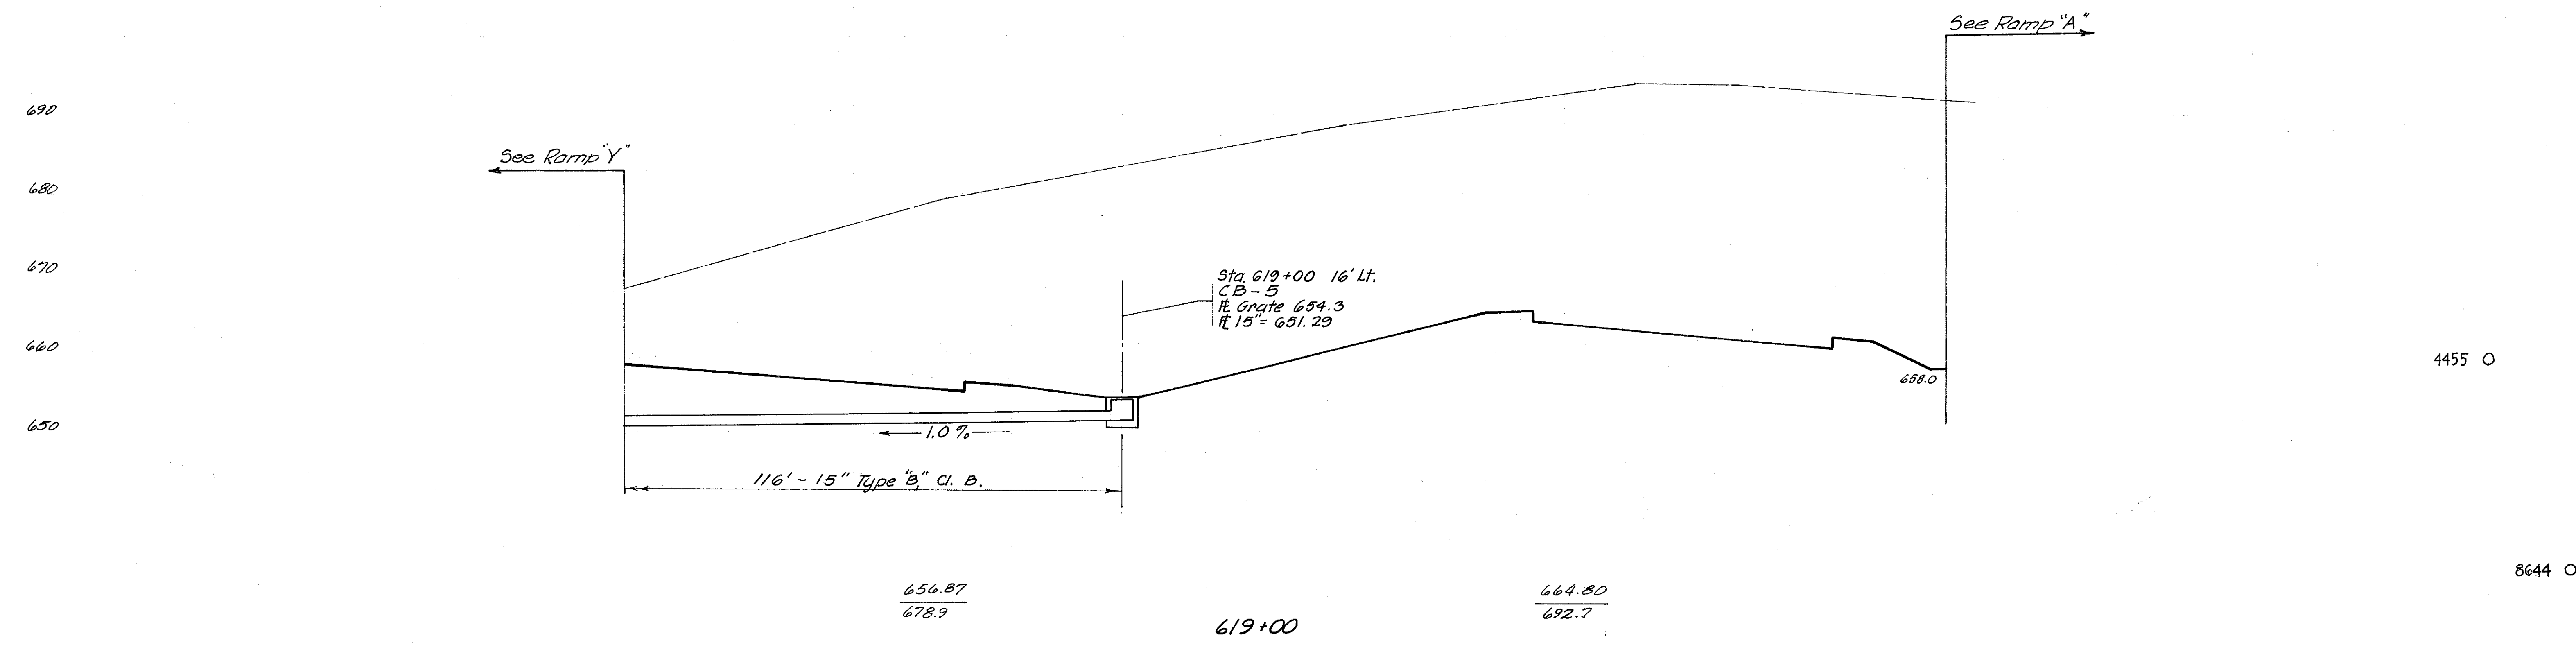 See Ramp "A"
690
See Ramp "Y"
680
670
Sta. 619+00 16' Lt.
CB-5
Grate 654.3
15" = 651.29
660
4455 0
658.0
650
1.0 %
116' - 15" Type "B," Cl. B.
8644 0
656.87
678.9
664.80
692.7
619+00